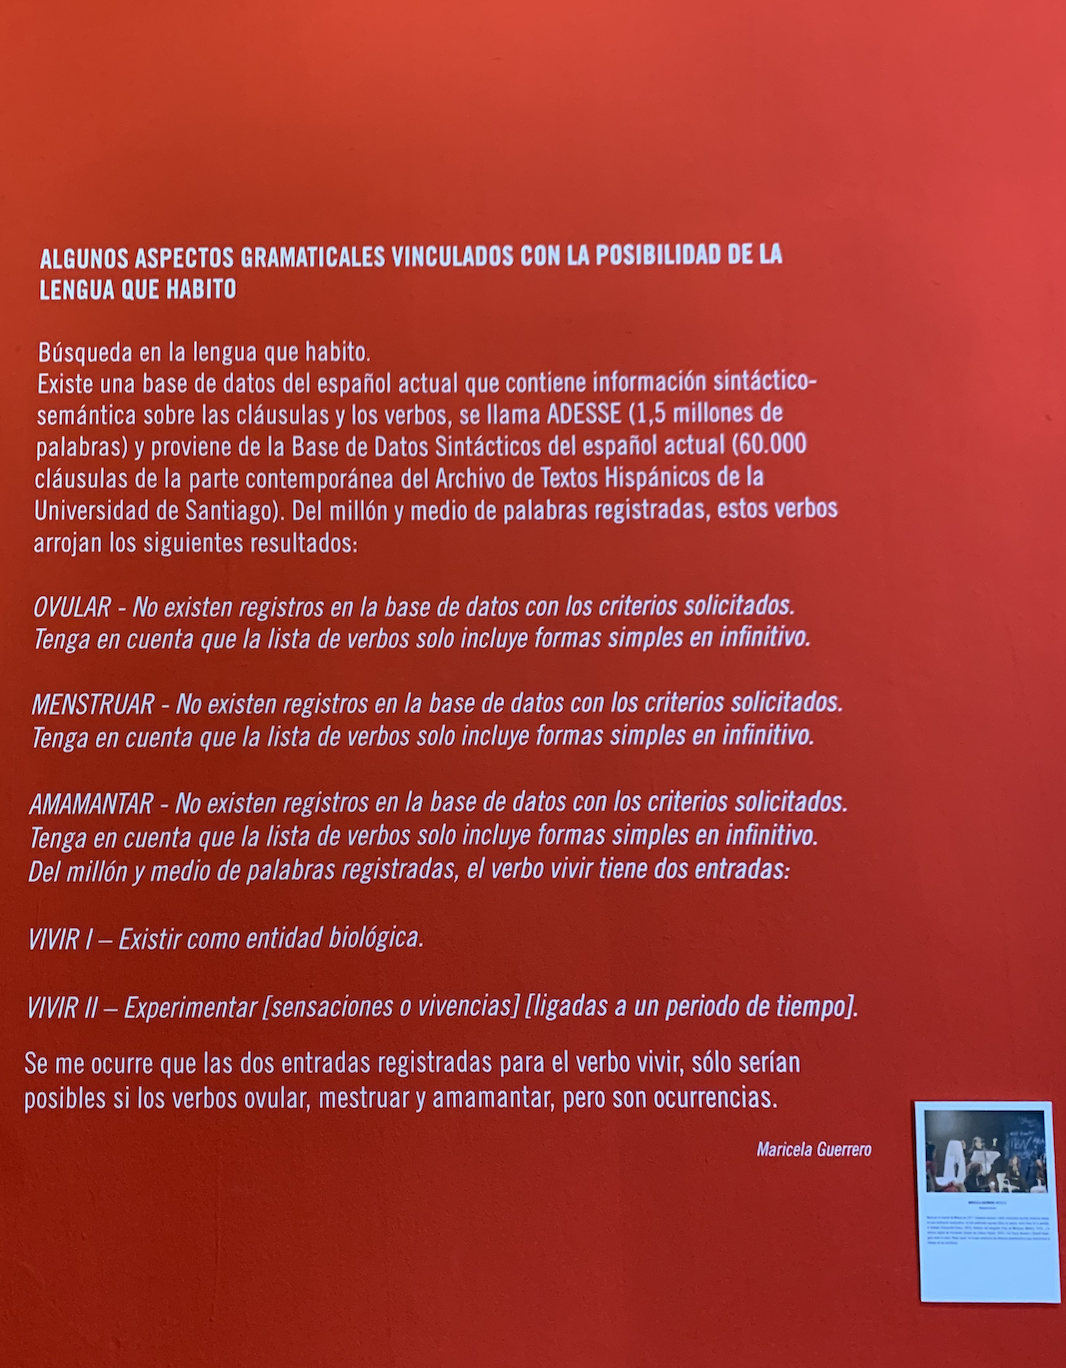 ALGUNOS ASPECTOS GRAMATICALES VINCULADOS CON LA POSIBILIDAD DE LA
LENGUA QUE HABITO
Búsqueda en la lengua que habito.
Existe una base de datos del español actual que contiene información sintáctico-
semántica sobre las cláusulas y los verbos, se llama ADESSE (1,5 millones de
palabras) y proviene de la Base de Datos Sintácticos del español actual (60.000
cláusulas de la parte contemporánea del Archivo de Textos Hispánicos de la
Universidad de Santiago). Del millón y medio de palabras registradas, estos verbos
arrojan los siguientes resultados:
OVULAR - No existen registros en la base de datos con los criterios solicitados.
Tenga en cuenta que la lista de verbos solo incluye formas simples en infinitivo.
MENSTRUAR - No existen registros en la base de datos con los criterios solicitados.
Tenga en cuenta que la lista de verbos solo incluye formas simples en infinitivo.
AMAMANTAR - No existen registros en la base de datos con los criterios solicitados.
Tenga en cuenta que la lista de verbos solo incluye formas simples en infinitivo.
Del millón y medio de palabras registradas, el verbo vivir tiene dos entradas:
VIVIR I – Existir como entidad biológica.
VIVIR II – Experimentar [sensaciones o vivencias] [ligadas a un periodo de tiempo].
Se me ocurre que las dos entradas registradas para el verbo vivir, sólo serían
posibles si los verbos ovular, mestruar y amamantar, pero son ocurrencias.
Maricela Guerrero